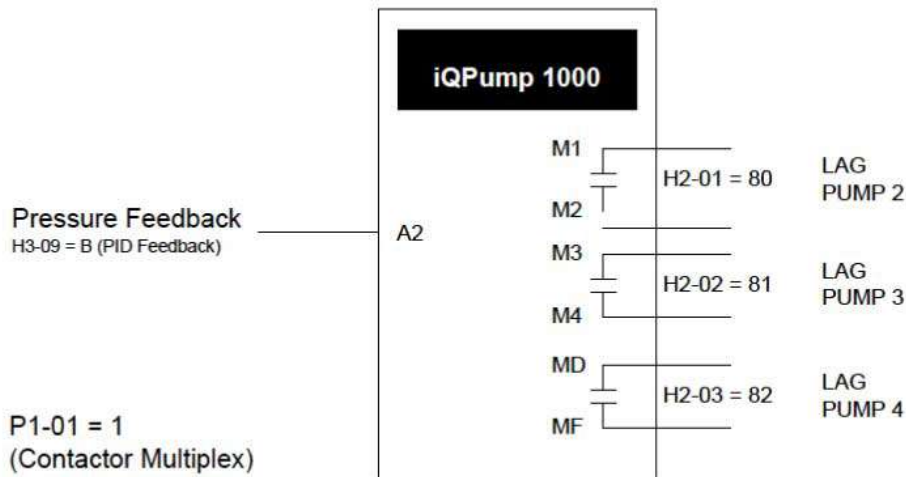 iQPump 1000
M1
H2-01 = 80
LAG
PUMP 2
M2
Pressure Feedback
H3-09 = B (PID Feedback)
A2
M3
H2-02 = 81
LAG
PUMP 3
M4
MD
H2-03 = 82
LAG
PUMP 4
MF
P1-01 = 1
(Contactor Multiplex)